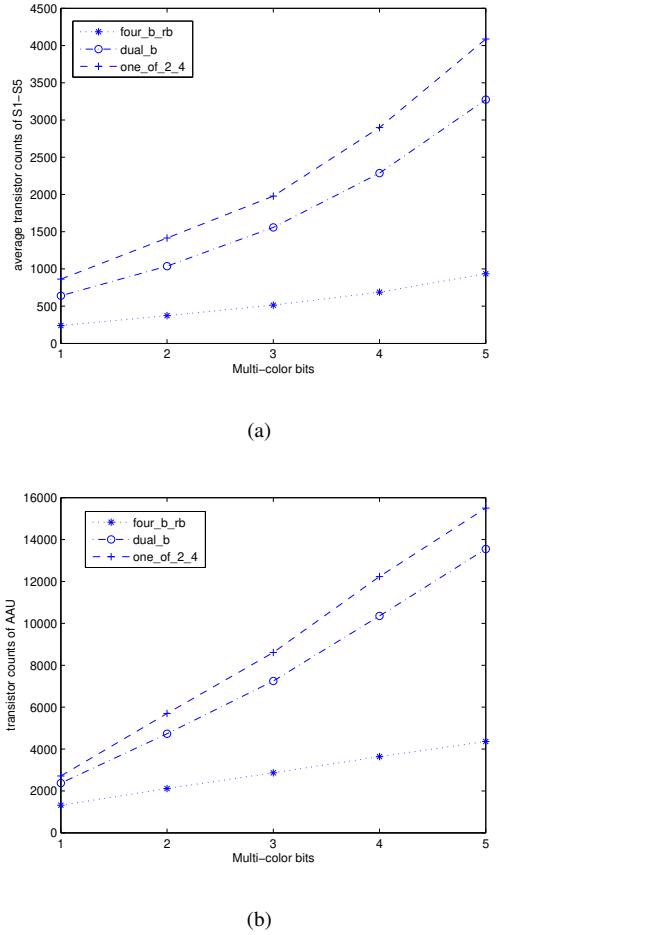 4500
4000
3500
3000
2500
2000
1500
1000
500
0
average transistor counts of S1−S5
four_b_rb
dual_b
one_of_2_4
1 2 3 4 5
Multi−color bits
(a)
16000
14000
12000
10000
8000
6000
4000
2000
0
transistor counts of AAU
four_b_rb
dual_b
one_of_2_4
1 2 3 4 5
Multi−color bits
(b)